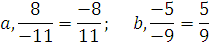 a, 8/-11 = -8/11; b, -5/-9 = 5/9